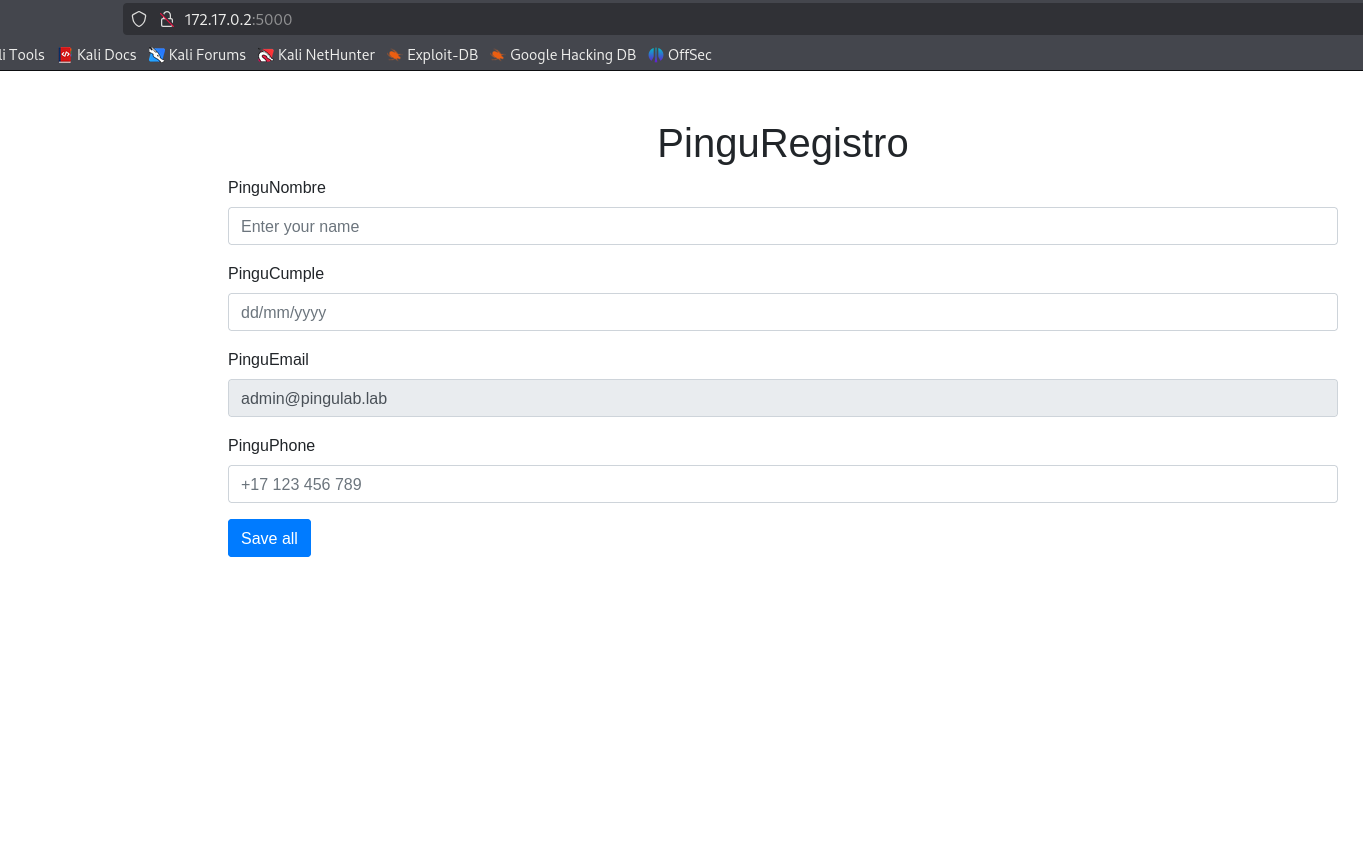 172.17.0.2:5000
li Tools Kali Docs Kali Forums Kali NetHunter Exploit-DB Google Hacking DB OffSec
PinguRegistro
PinguNombre
Enter your name
PinguCumple
dd/mm/yyyy
PinguEmail
admin@pingulab.lab
PinguPhone
+17 123 456 789
Save all